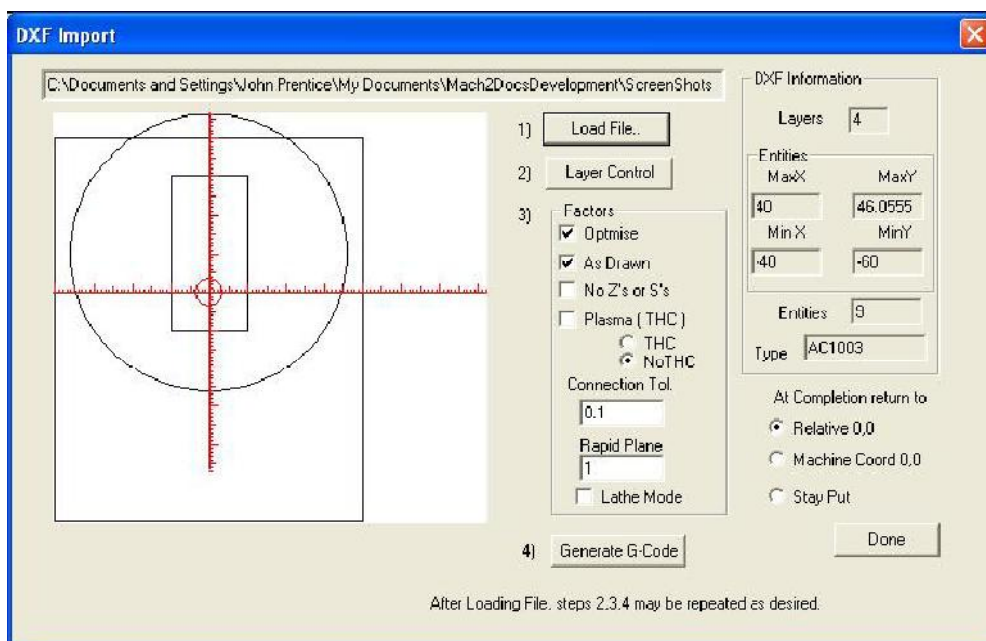 DXF Import
C:\Documents and Settings\John Prentice\My Documents\Mach2DocsDevelopment\ScreenShots
1) Load File..
2) Layer Control
3) Factors
Optmise
As Drawn
No Z's or S's
Plasma ( THC )
THC
NoTHC
Connection Tol.
0.1
Rapid Plane
1
Lathe Mode
4) Generate G-Code
DXF Information
Layers 4
Entities
MaxX MaxY
40 46.0555
Min X MinY
-40 -60
Entities 9
Type AC1003
At Completion return to
Relative 0,0
Machine Coord 0,0
Stay Put
Done
After Loading File. steps 2.3.4 may be repeated as desired.